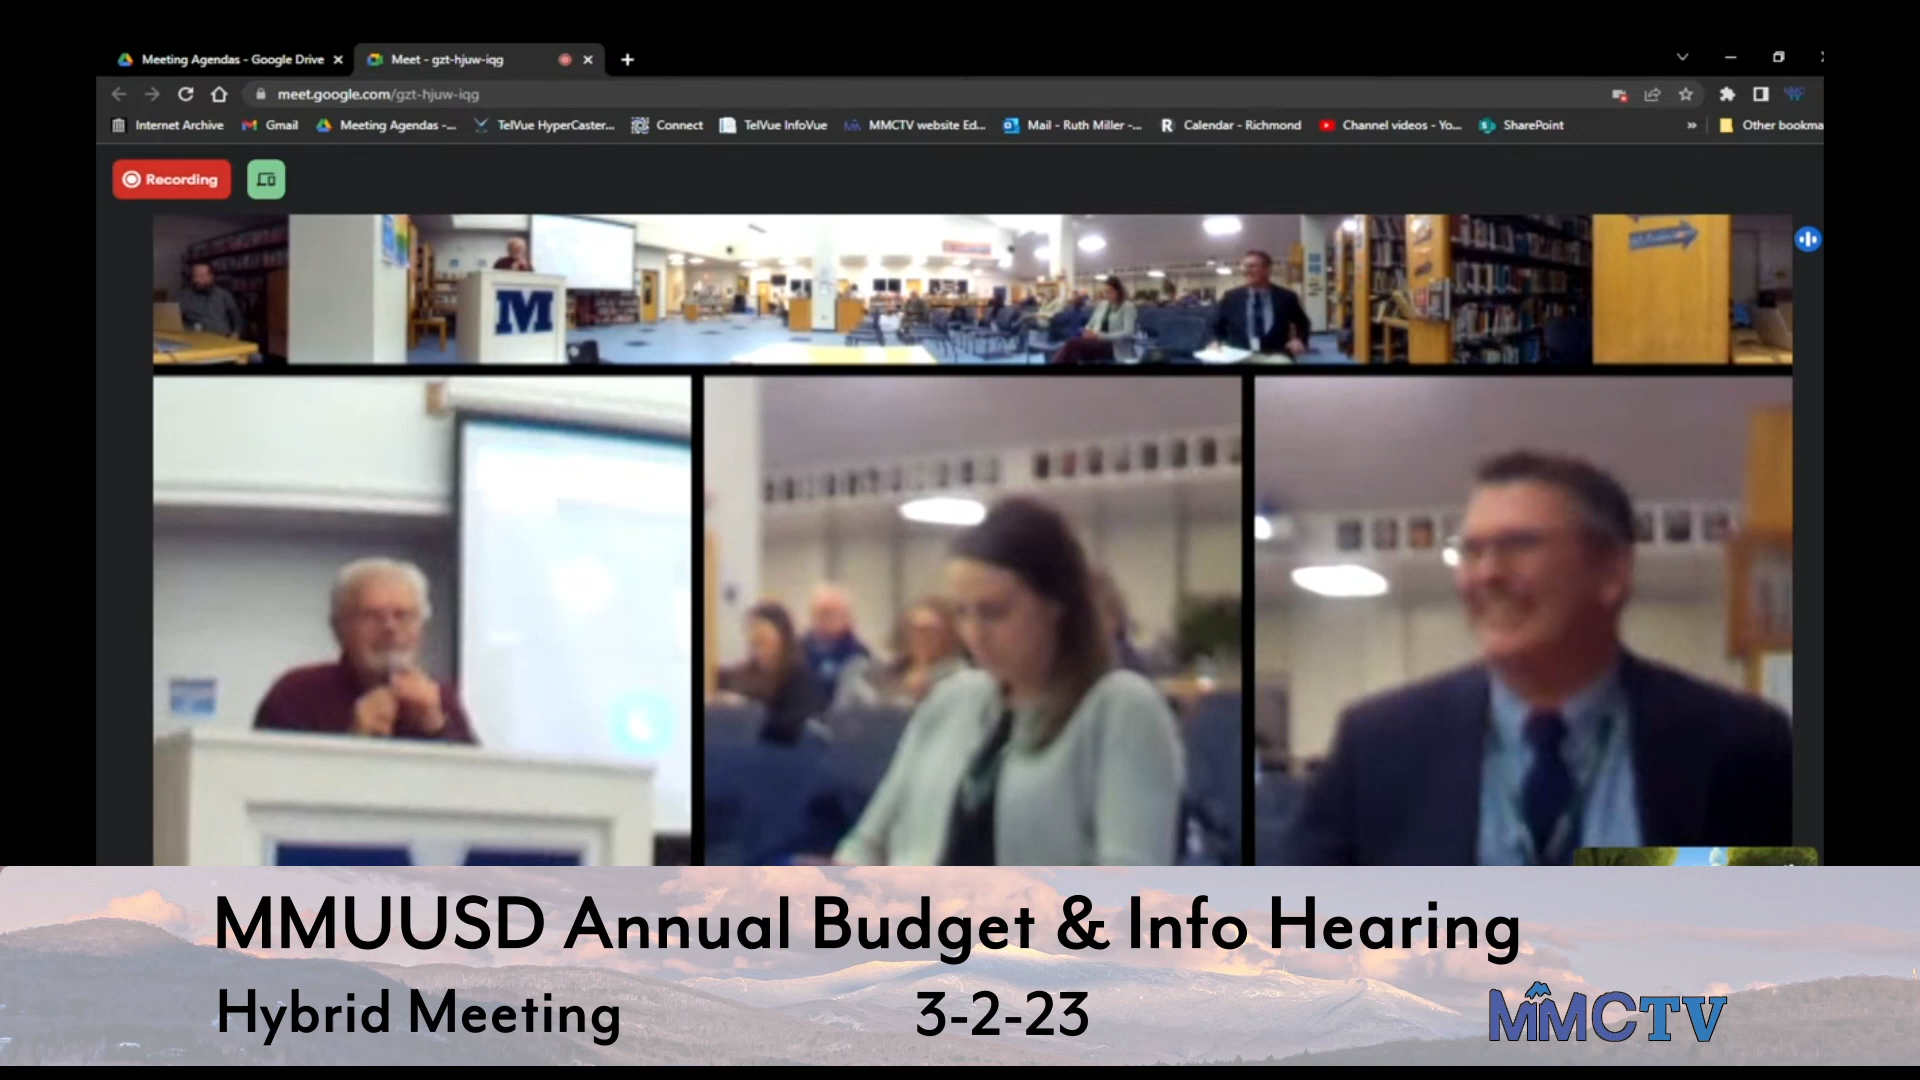 Meeting Agendas - Google Drive
Meet - gzt-hjuw-iqg
meet.google.com/gzt-hjuw-iqg
Internet Archive
Gmail
Meeting Agendas -...
TelVue HyperCaster...
Connect
TelVue InfoVue
MMCTV website Ed...
Mail - Ruth Miller -...
R Calendar - Richmond
Channel videos - Yo...
SharePoint
»
Other bookma
Recording
M
MMUUSD Annual Budget & Info Hearing
Hybrid Meeting
3-2-23
MMCTV